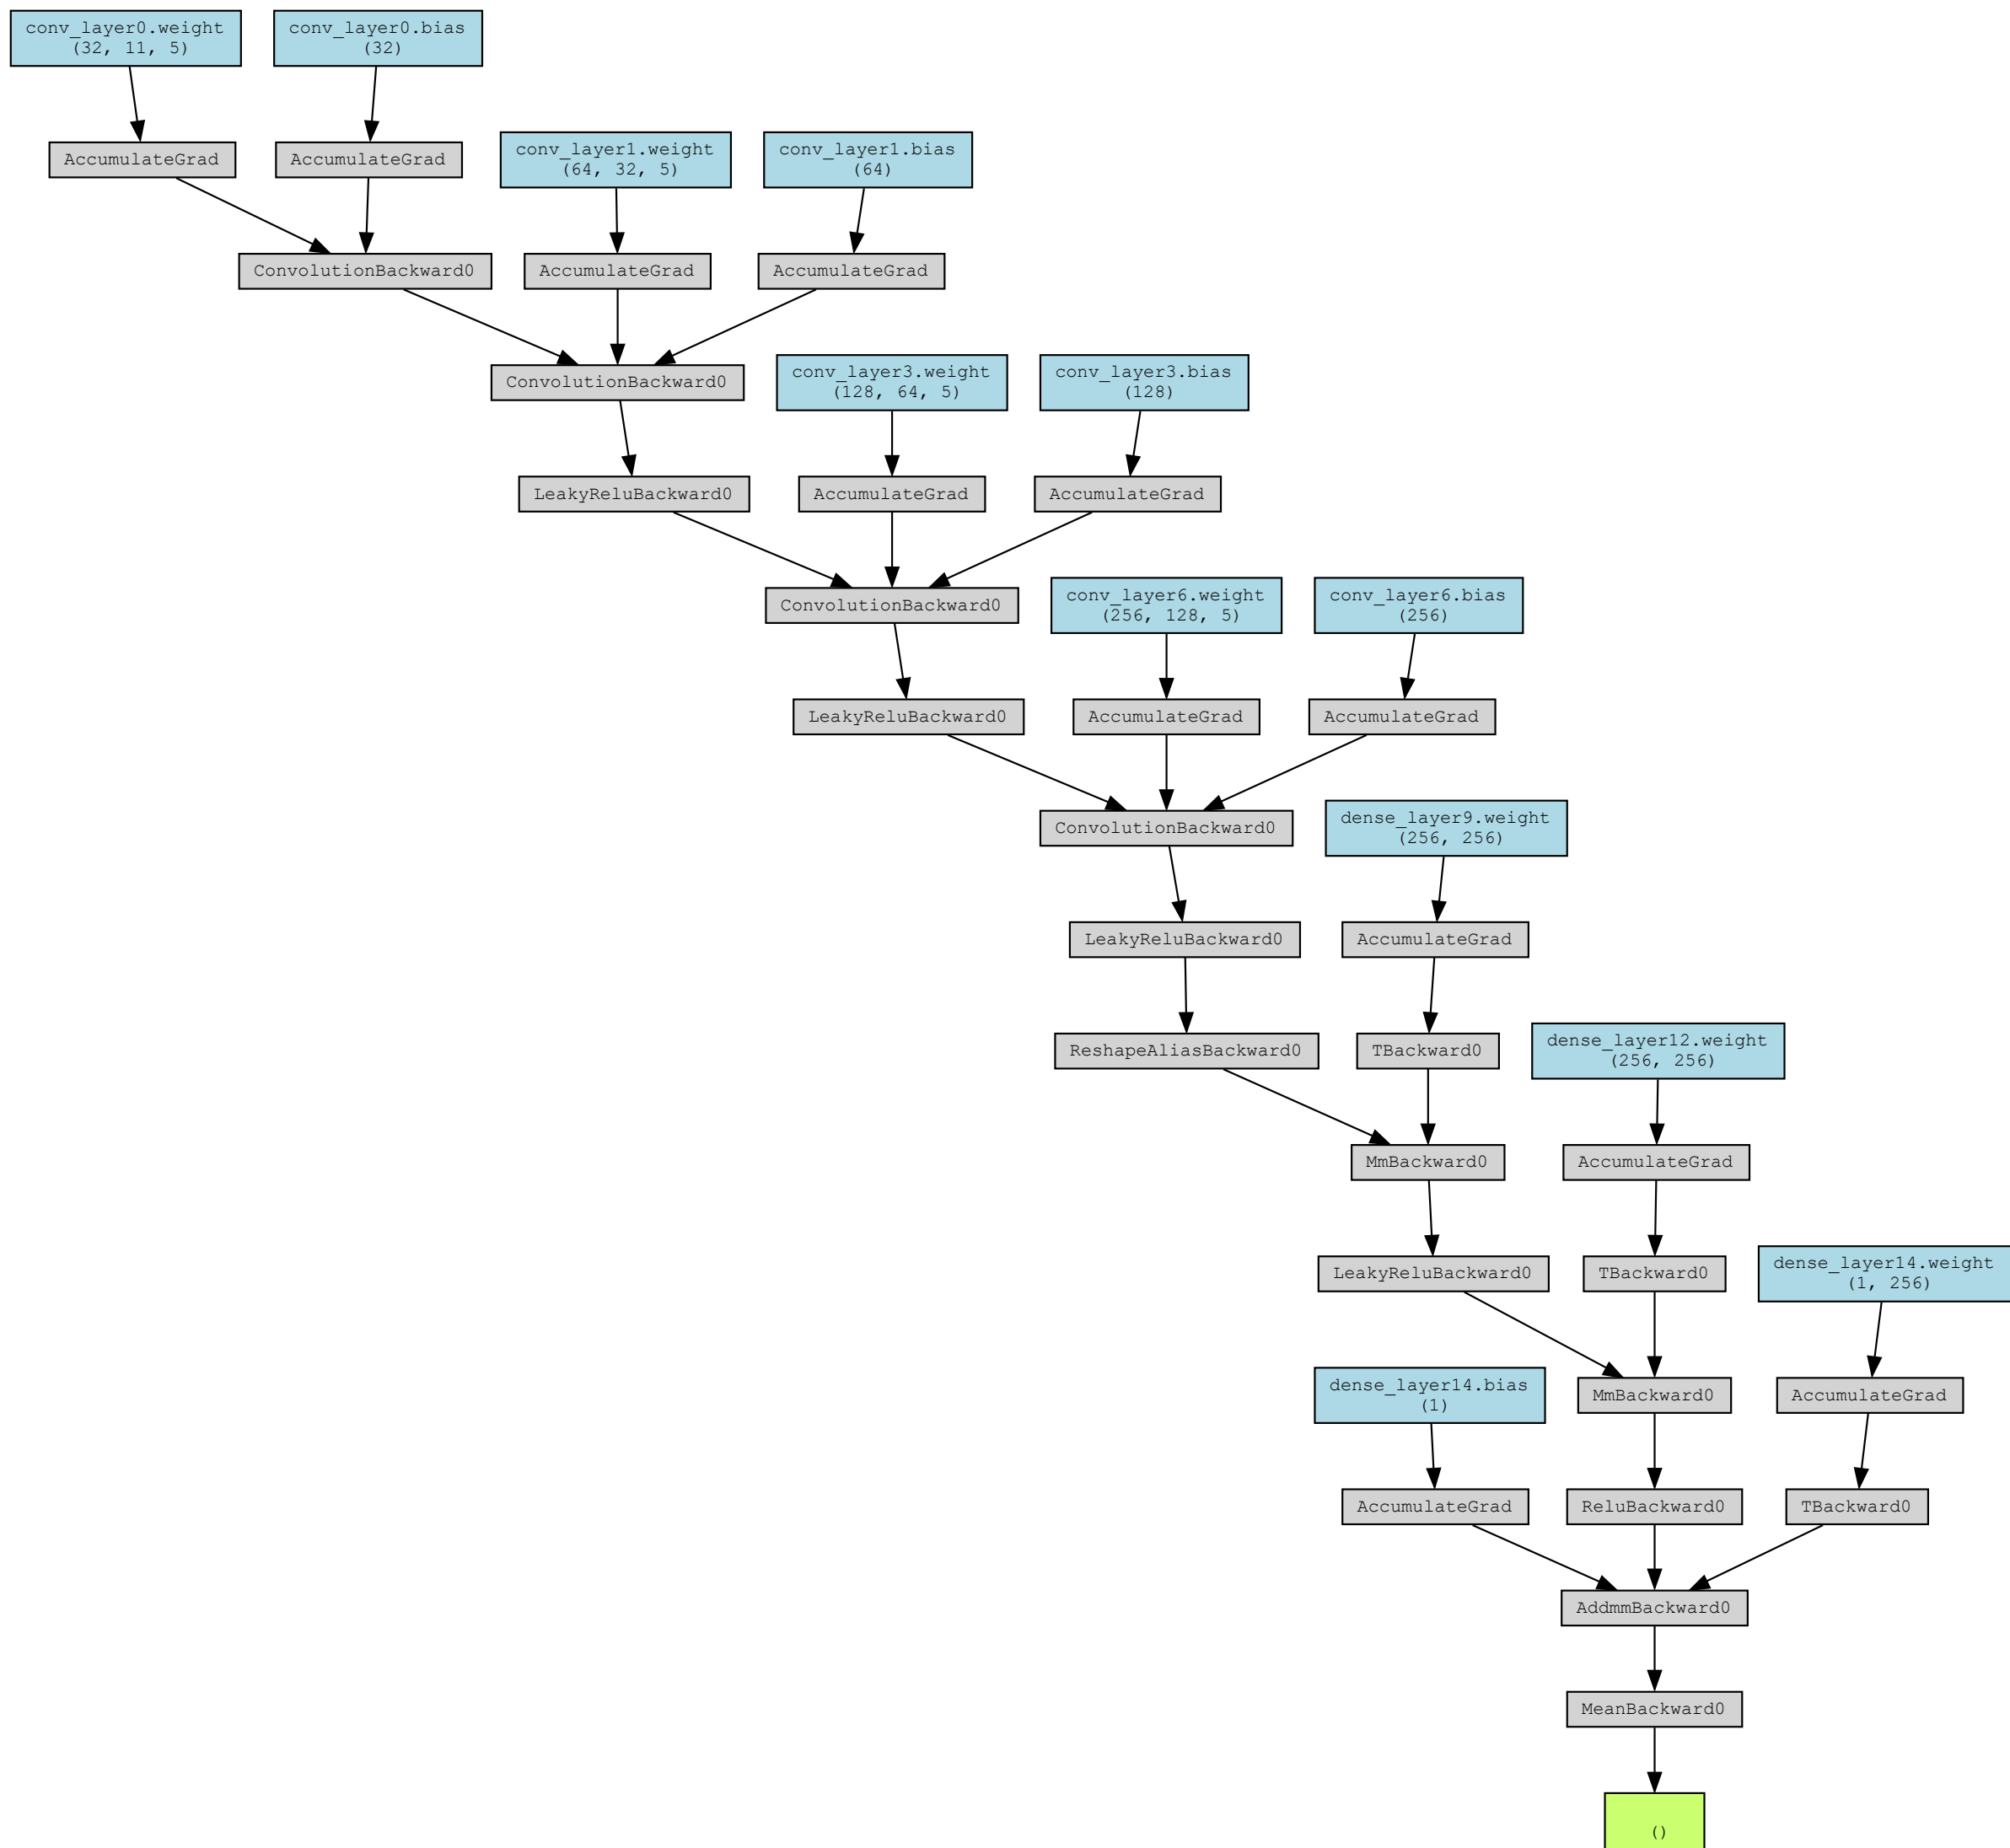 conv_layer0.weight
(32, 11, 5)
conv_layer0.bias
(32)
AccumulateGrad
AccumulateGrad
conv_layer1.weight
(64, 32, 5)
conv_layer1.bias
(64)
ConvolutionBackward0
AccumulateGrad
AccumulateGrad
ConvolutionBackward0
conv_layer3.weight
(128, 64, 5)
conv_layer3.bias
(128)
LeakyReluBackward0
AccumulateGrad
AccumulateGrad
ConvolutionBackward0
conv_layer6.weight
(256, 128, 5)
conv_layer6.bias
(256)
LeakyReluBackward0
AccumulateGrad
AccumulateGrad
ConvolutionBackward0
dense_layer9.weight
(256, 256)
LeakyReluBackward0
AccumulateGrad
ReshapeAliasBackward0
TBackward0
dense_layer12.weight
(256, 256)
MmBackward0
AccumulateGrad
LeakyReluBackward0
TBackward0
dense_layer14.weight
(1, 256)
dense_layer14.bias
(1)
MmBackward0
AccumulateGrad
AccumulateGrad
ReluBackward0
TBackward0
AddmmBackward0
MeanBackward0
()